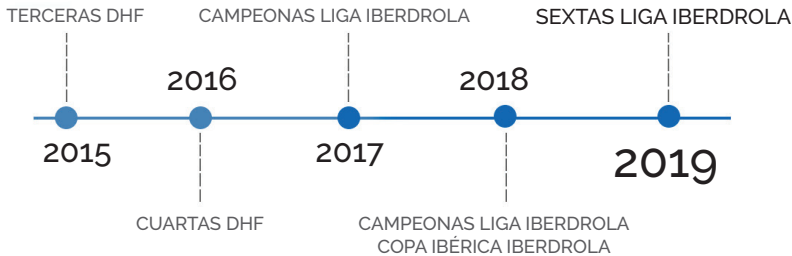 TERCERAS DHF
CAMPEONAS LIGA IBERDROLA
SEXTAS LIGA IBERDROLA
2016
2018
2015
2017
2019
CUARTAS DHF
CAMPEONAS LIGA IBERDROLA
COPA IBÉRICA IBERDROLA